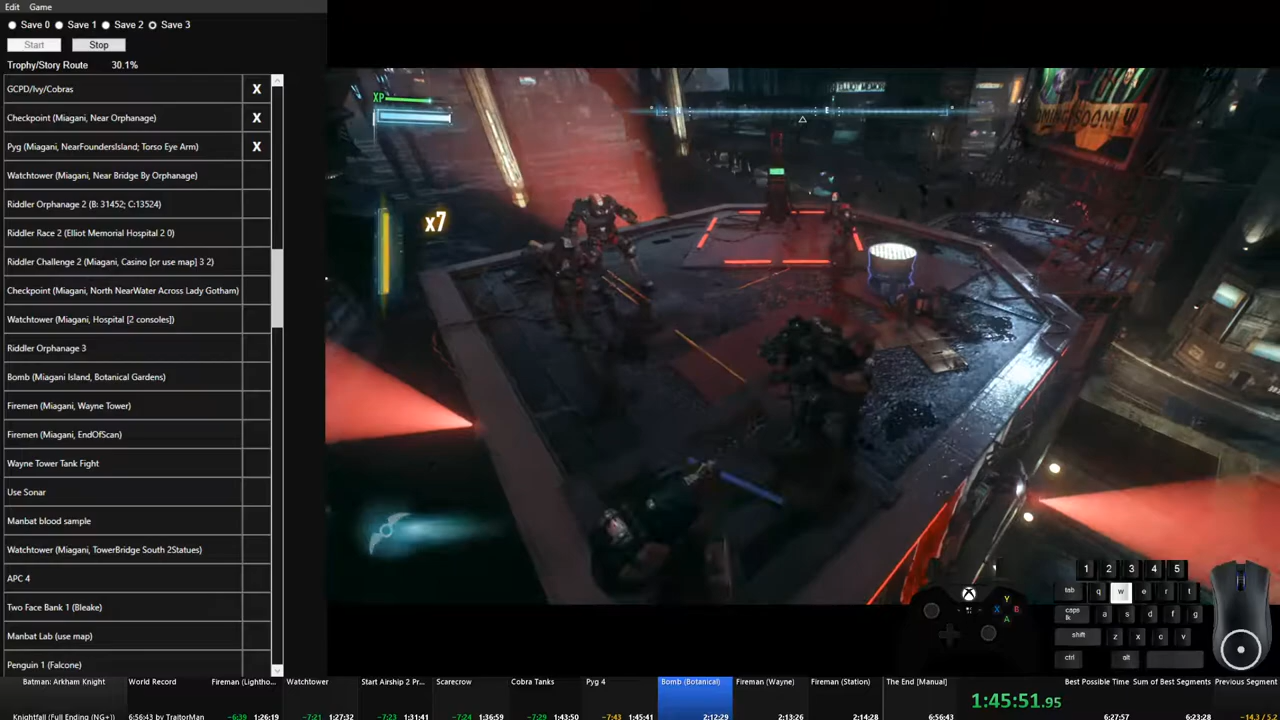 Edit Game
Save 0 Save 1 Save 2 Save 3
Start Stop
Trophy/Story Route 30.1%
GCPD/Ivy/Cobras X
Checkpoint (Miagani, Near Orphanage) X
Pyg (Miagani, NearFoundersIsland; Torso Eye Arm) X
Watchtower (Miagani, Near Bridge By Orphanage)
Riddler Orphanage 2 (B: 31452; C:13524)
Riddler Race 2 (Elliot Memorial Hospital 2 0)
Riddler Challenge 2 (Miagani, Casino [or use map] 3 2)
Checkpoint (Miagani, North NearWater Across Lady Gotham)
Watchtower (Miagani, Hospital [2 consoles])
Riddler Orphanage 3
Bomb (Miagani Island, Botanical Gardens)
Firemen (Miagani, Wayne Tower)
Firemen (Miagani, EndOfScan)
Wayne Tower Tank Fight
Use Sonar
Manbat blood sample
Watchtower (Miagani, TowerBridge South 2Statues)
APC 4
Two Face Bank 1 (Bleake)
Manbat Lab (use map)
Penguin 1 (Falcone)
XP
x7
E
ELLIOT MEMORI
COMING SOON!
Y
X B
A
1 2 3 4 5
tab q w e r t
caps lk a s d f g
shift z x c v
ctrl alt
Batman: Arkham Knight World Record Fireman (Lightho... Watchtower Start Airship 2 Pr... Scarecrow Cobra Tanks Pyg 4 Bomb (Botanical) Fireman (Wayne) Fireman (Station) The End [Manual] 1:45:51.95 Best Possible Time Sum of Best Segments Previous Segment
Knightfall (Full Ending (NG+)) 6:56:43 by TraitorMan -6:39 1:26:19 -7:21 1:27:32 -7:23 1:31:41 -7:24 1:36:59 -7:29 1:43:50 -7:43 1:45:41 2:12:29 2:13:26 2:14:28 6:56:43 6:27:57 6:23:28 -14.3 /